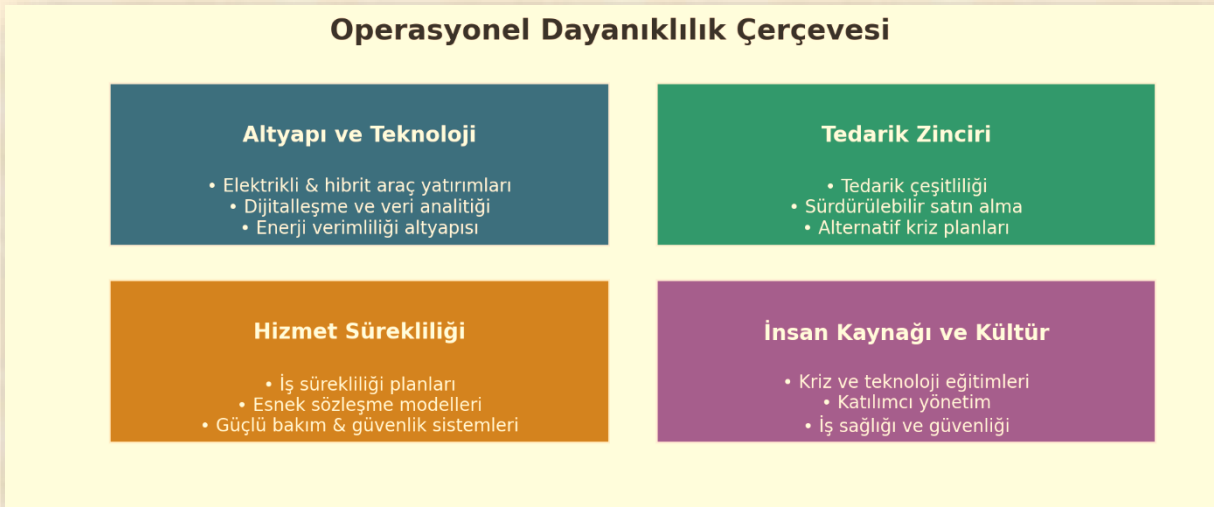 Operasyonel Dayanıklılık Çerçevesi
Altyapı ve Teknoloji
• Elektrikli & hibrit araç yatırımları
• Dijitalleşme ve veri analitiği
• Enerji verimliliği altyapısı
Tedarik Zinciri
• Tedarik çeşitliliği
• Sürdürülebilir satın alma
• Alternatif kriz planları
Hizmet Sürekliliği
• İş sürekliliği planları
• Esnek sözleşme modelleri
• Güçlü bakım & güvenlik sistemleri
İnsan Kaynağı ve Kültür
• Kriz ve teknoloji eğitimleri
• Katılımcı yönetim
• İş sağlığı ve güvenliği